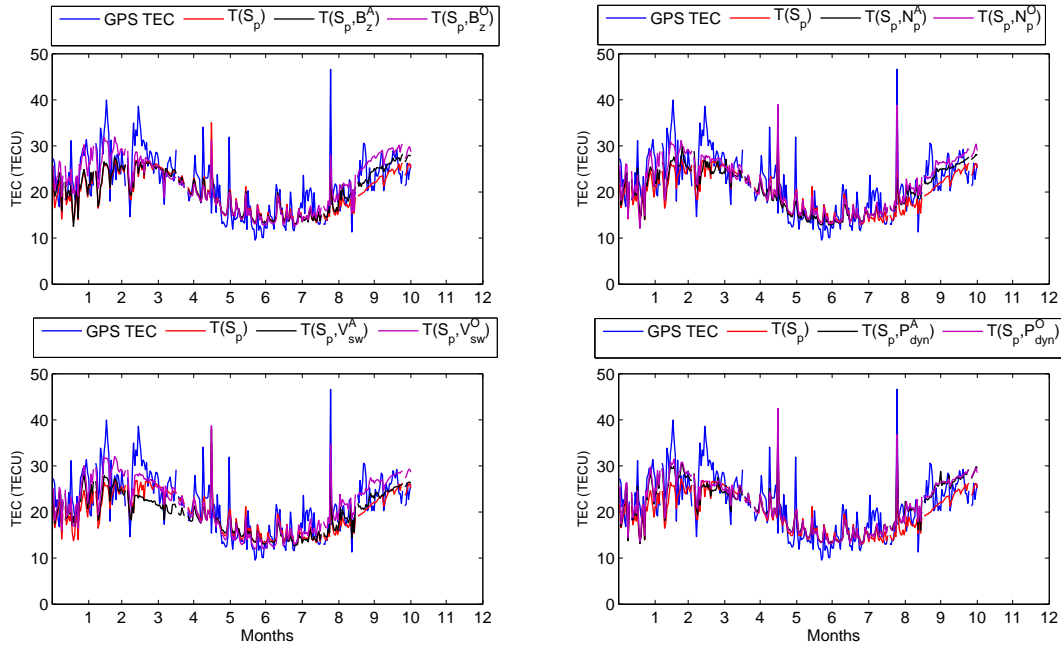 GPS TEC T(S_p) T(S_p,B_z^A) T(S_p,B_z^O)
GPS TEC T(S_p) T(S_p,N_p^A) T(S_p,N_p^O)
50
40
30
20
10
0
TEC (TECU)
1 2 3 4 5 6 7 8 9 10 11 12
50
40
30
20
10
0
TEC (TECU)
1 2 3 4 5 6 7 8 9 10 11 12
GPS TEC T(S_p) T(S_p,V_sw^A) T(S_p,V_sw^O)
GPS TEC T(S_p) T(S_p,P_dyn^A) T(S_p,P_dyn^O)
50
40
30
20
10
0
TEC (TECU)
1 2 3 4 5 6 7 8 9 10 11 12
Months
50
40
30
20
10
0
TEC (TECU)
1 2 3 4 5 6 7 8 9 10 11 12
Months